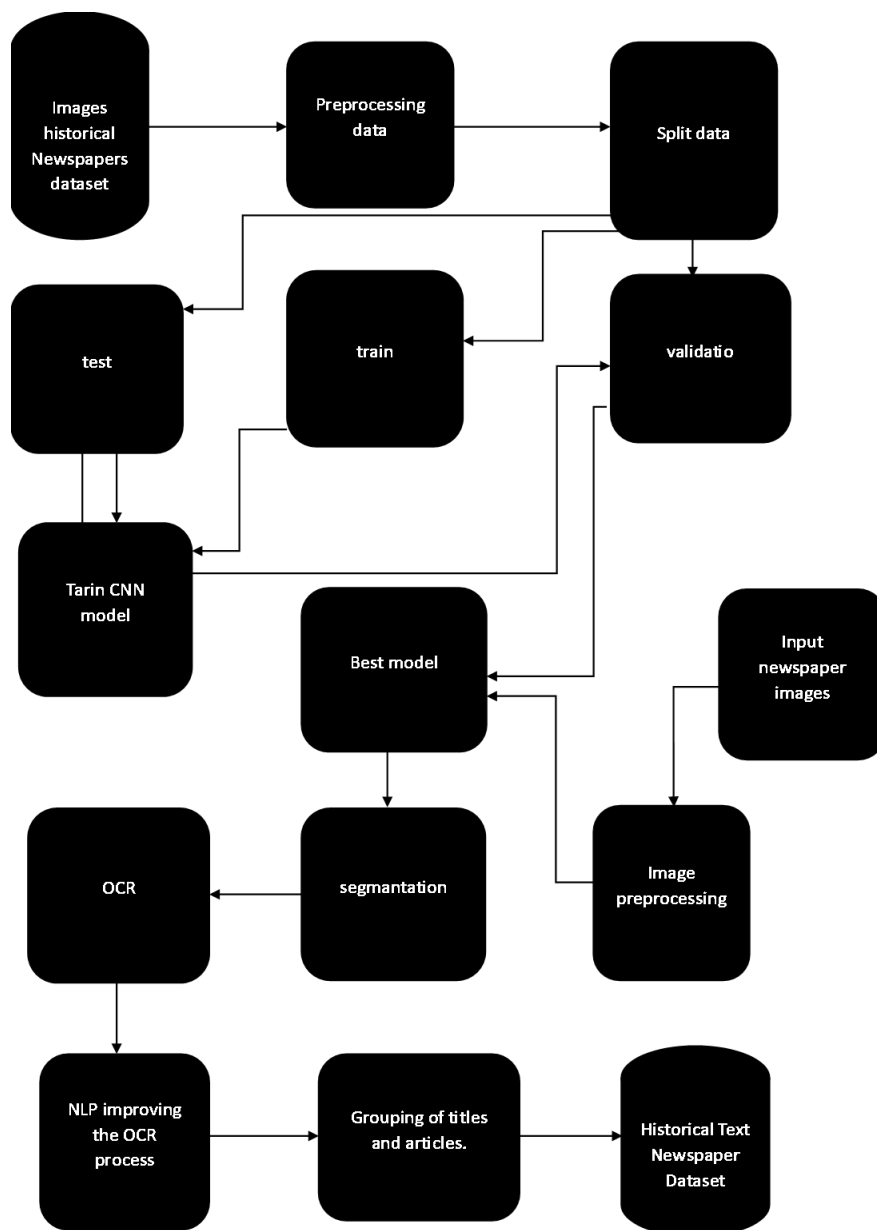 Images
historical
Newspapers
dataset
Preprocessing
data
Split data
test
train
validatio
Tarin CNN
model
Best model
Input
newspaper
images
OCR
segmantation
Image
preprocessing
NLP improving
the OCR
process
Grouping of titles
and articles.
Historical Text
Newspaper
Dataset